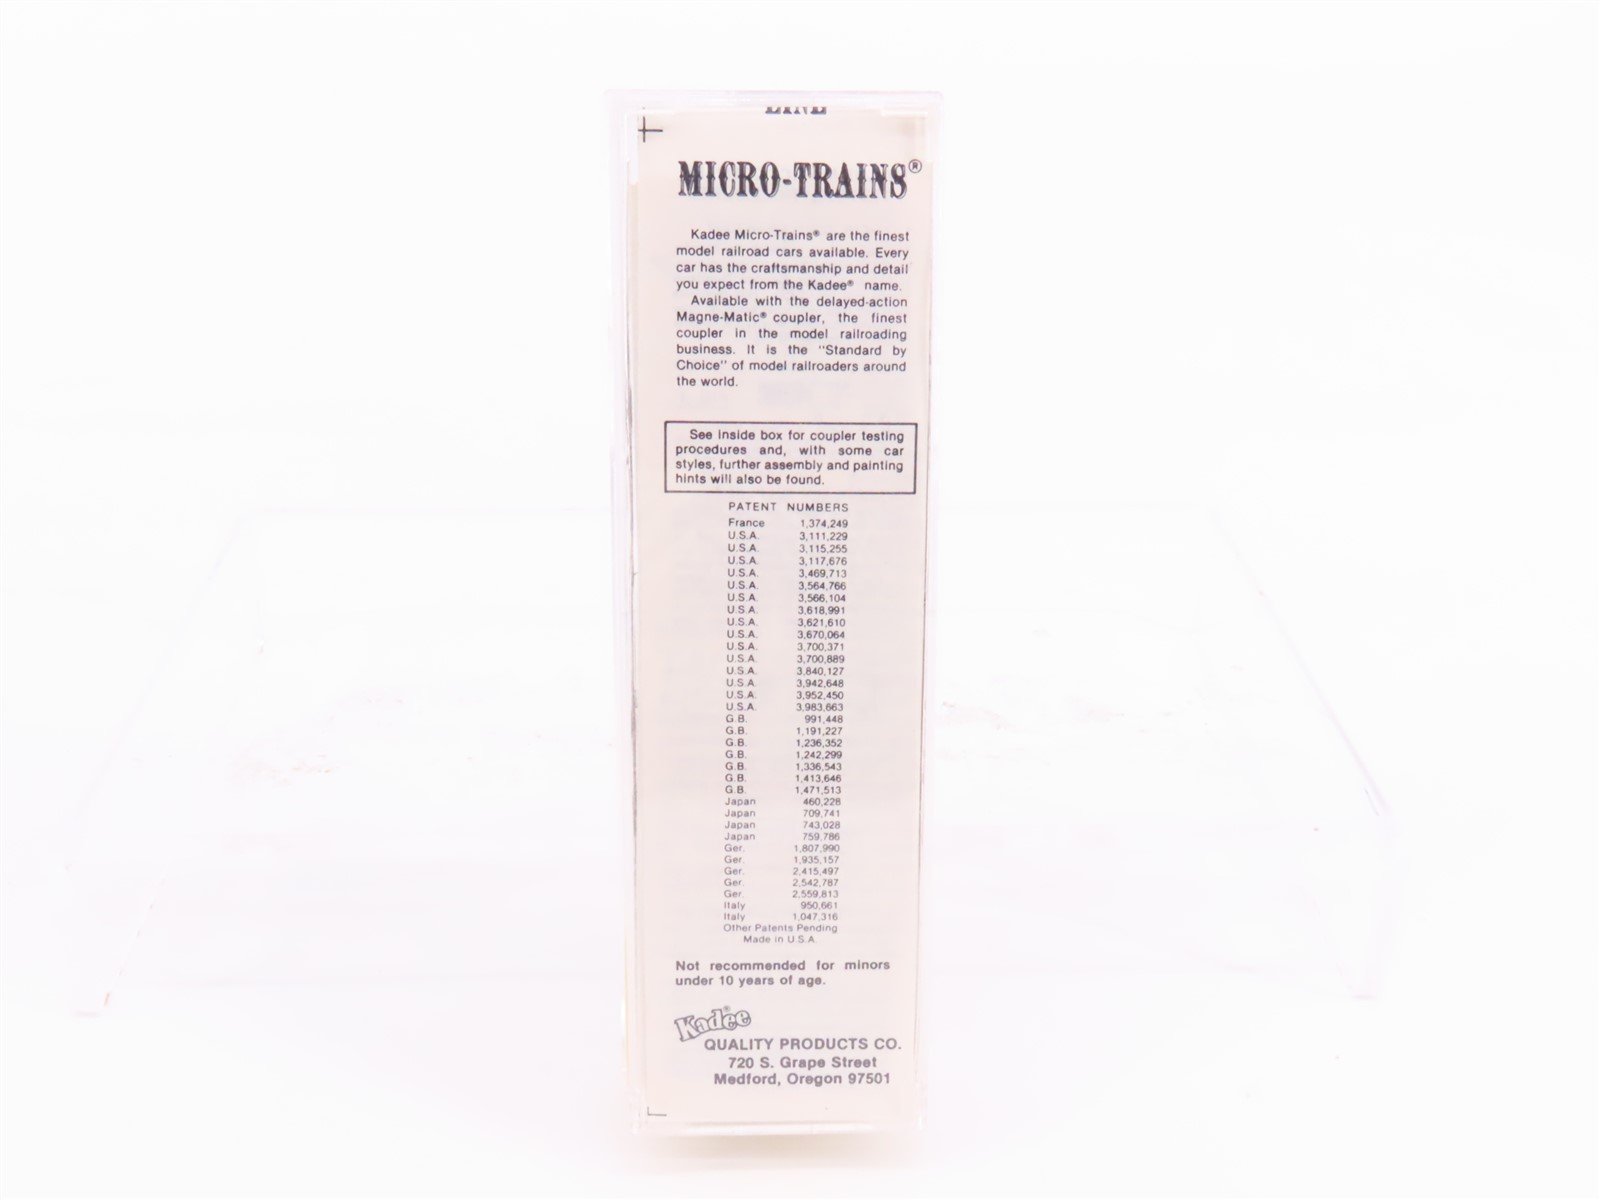 LINE
MICRO-TRAINS®
Kadee Micro-Trains® are the finest
model railroad cars available. Every
car has the craftsmanship and detail
you expect from the Kadee® name.
Available with the delayed-action
Magne-Matic® coupler, the finest
coupler in the model railroading
business. It is the "Standard by
Choice" of model railroaders around
the world.
See inside box for coupler testing
procedures and, with some car
styles, further assembly and painting
hints will also be found.
PATENT NUMBERS
France 1,374,249
U.S.A. 3,111,229
U.S.A. 3,115,255
U.S.A. 3,117,676
U.S.A. 3,469,713
U.S.A. 3,564,766
U.S.A. 3,566,104
U.S.A. 3,618,991
U.S.A. 3,621,610
U.S.A. 3,670,064
U.S.A. 3,700,371
U.S.A. 3,700,889
U.S.A. 3,840,127
U.S.A. 3,942,648
U.S.A. 3,952,450
U.S.A. 3,983,663
G.B. 991,448
G.B. 1,191,227
G.B. 1,236,352
G.B. 1,242,299
G.B. 1,336,543
G.B. 1,413,646
G.B. 1,471,513
Japan 460,228
Japan 709,741
Japan 743,028
Japan 759,786
Ger. 1,807,990
Ger. 1,935,157
Ger. 2,415,497
Ger. 2,542,787
Ger. 2,559,813
Italy 950,661
Italy 1,047,316
Other Patents Pending
Made in U.S.A.
Not recommended for minors
under 10 years of age.
Kadee®
QUALITY PRODUCTS CO.
720 S. Grape Street
Medford, Oregon 97501